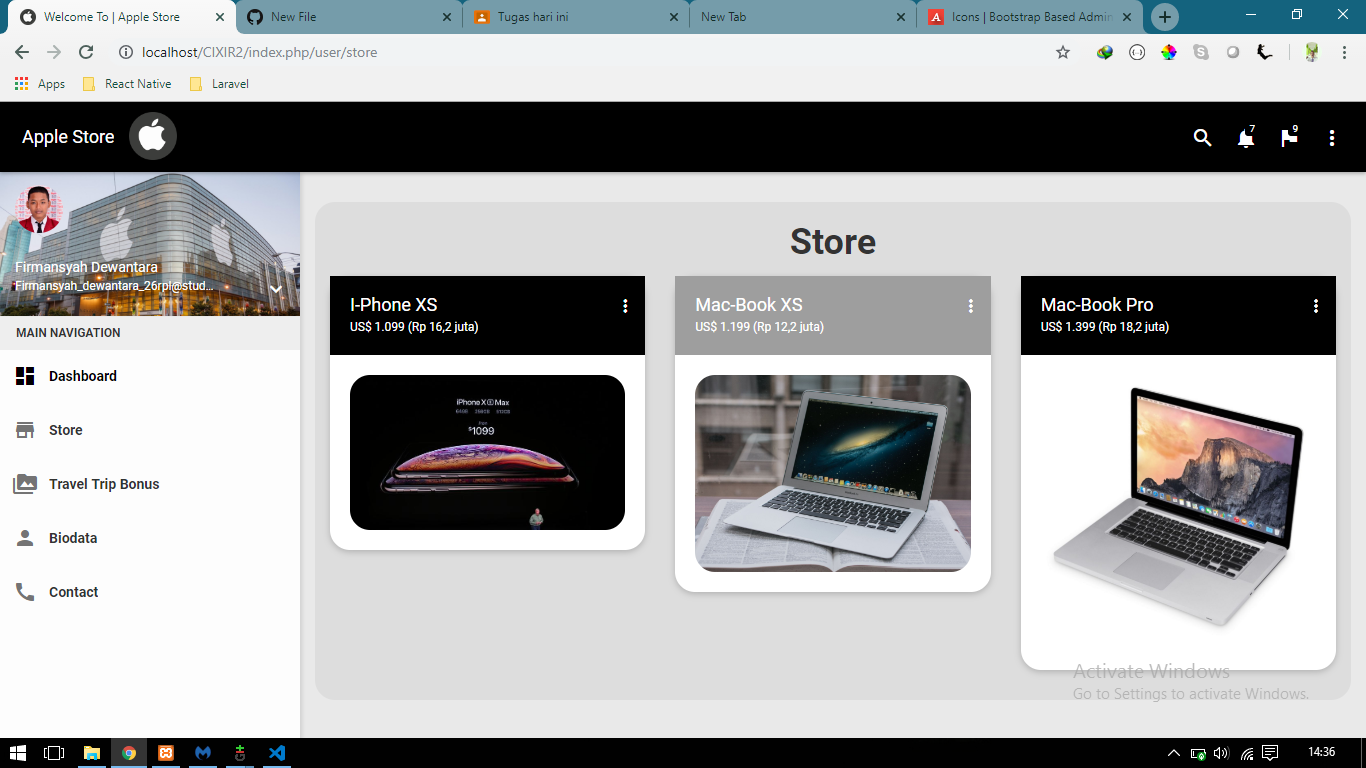 Welcome To | Apple Store
New File
Tugas hari ini
New Tab
Icons | Bootstrap Based Admin
localhost/CIXIR2/index.php/user/store
Apps
React Native
Laravel
Apple Store
7
9
Firmansyah Dewantara
Firmansyah_dewantara_26rpl@stud...
MAIN NAVIGATION
Dashboard
Store
Travel Trip Bonus
Biodata
Contact
Store
I-Phone XS
US$ 1.099 (Rp 16,2 juta)
iPhone XS Max
64GB 256GB 512GB
$1099
Mac-Book XS
US$ 1.199 (Rp 12,2 juta)
Mac-Book Pro
US$ 1.399 (Rp 18,2 juta)
Activate Windows
Go to Settings to activate Windows.
14:36